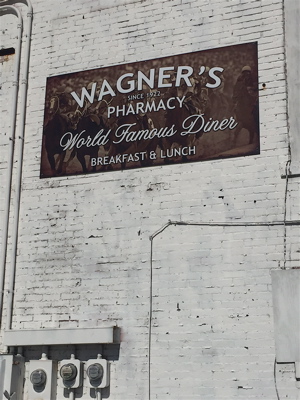 WAGNER'S
SINCE 1922
PHARMACY
World Famous Diner
BREAKFAST & LUNCH